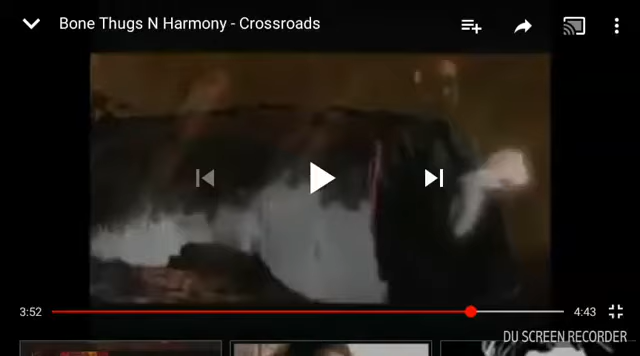 Bone Thugs N Harmony - Crossroads
3:52
4:43
DU SCREEN RECORDER